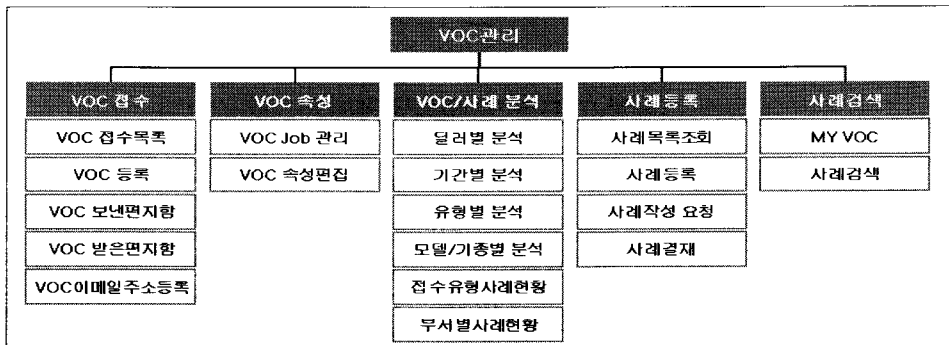 VOC관리
VOC 접수
VOC 접수목록
VOC 등록
VOC 보낸편지함
VOC 받은편지함
VOC이메일주소등록
VOC 속성
VOC Job 관리
VOC 속성편집
VOC/사례 분석
딜러별 분석
기간별 분석
유형별 분석
모델/기종별 분석
접수유형사례현황
부서별사례현황
사례등록
사례목록조회
사례등록
사례작성 요청
사례결재
사례검색
MY VOC
사례검색